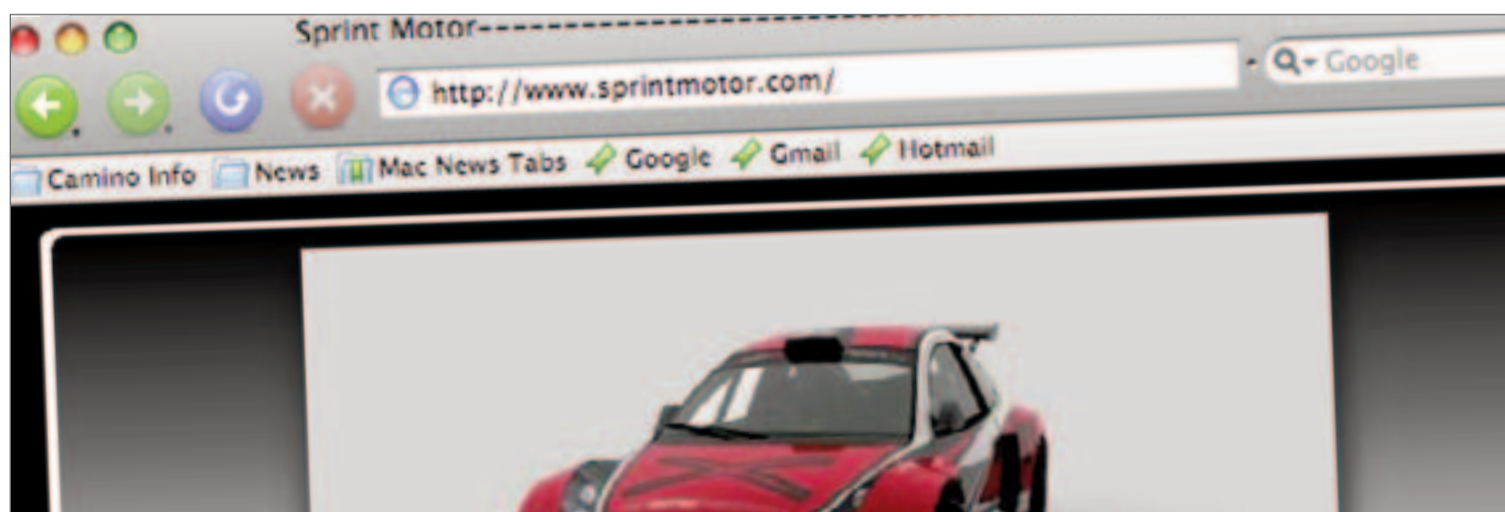 Sprint Motor--------------------------------
http://www.sprintmotor.com/ Google
Camino Info News Mac News Tabs Google Gmail Hotmail